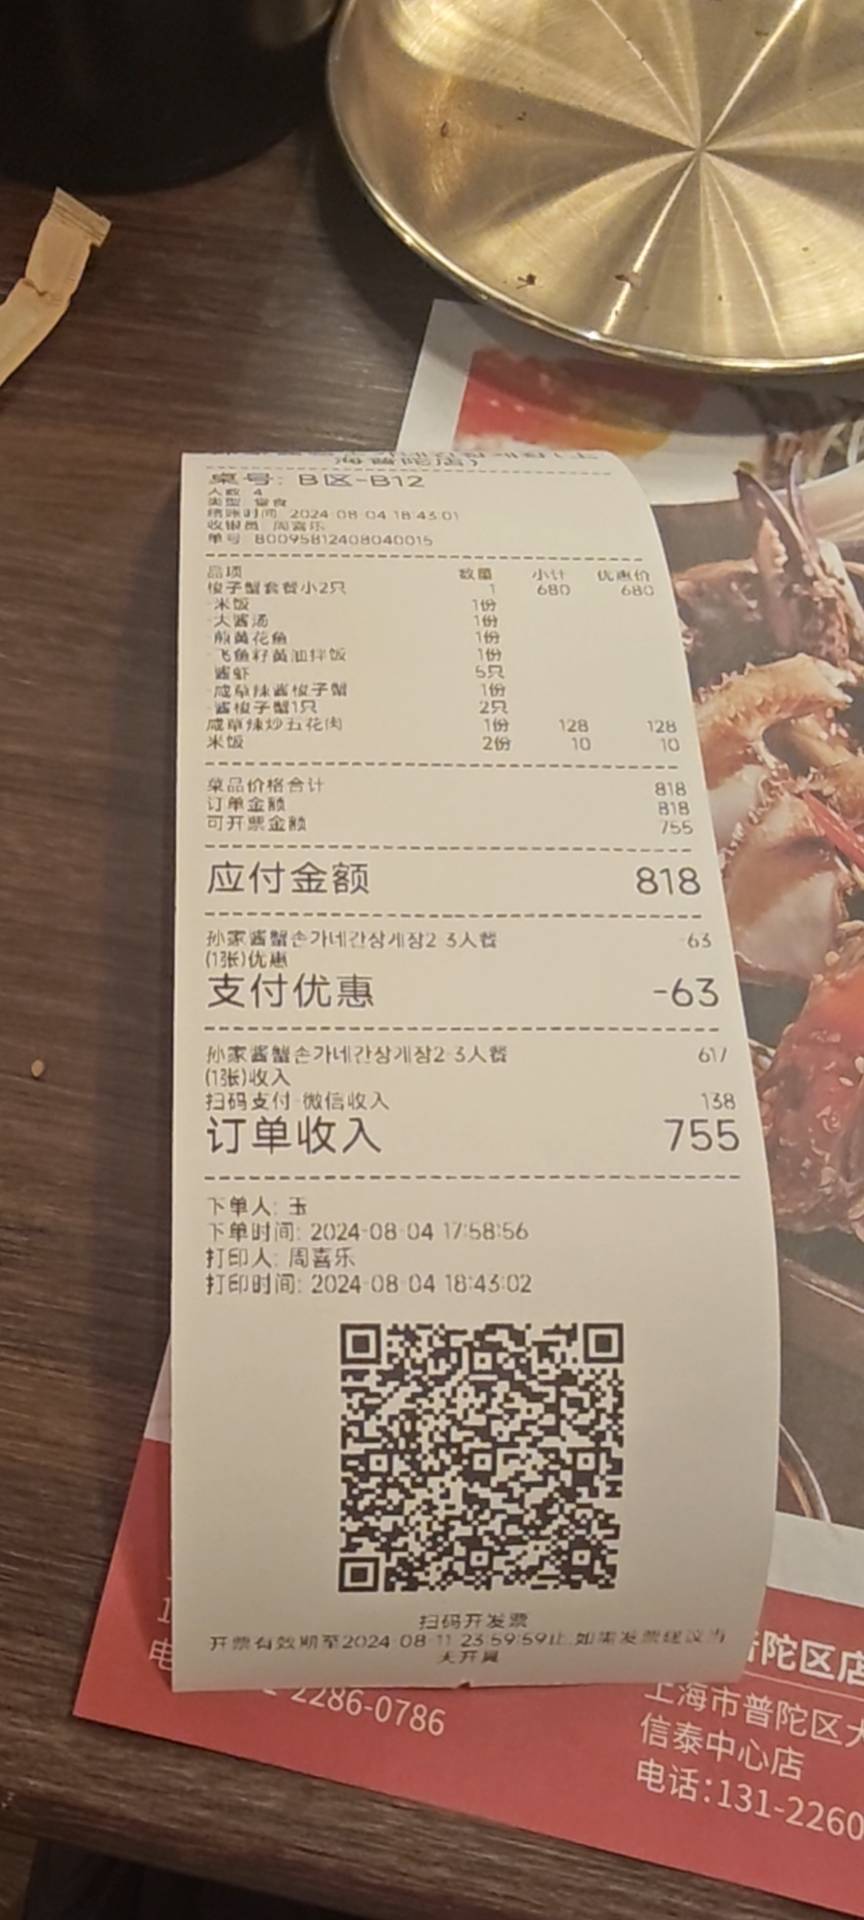 海普陀店)
桌号: B区-B12
人数 4
类型 堂食
结账时间 2024-08-04 18:43:01
收银员 周喜乐
单号 80095812408040015
品项 数量 小计 优惠价
梭子蟹套餐小2只 1 680 680
-米饭 1份
-大酱汤 1份
-煎黄花鱼 1份
-飞鱼籽黄油拌饭 1份
-酱虾 5只
-咸草辣酱梭子蟹 1份
-酱梭子蟹1只 2只
咸草辣炒五花肉 1份 128 128
米饭 2份 10 10
菜品价格合计 818
订单金额 818
可开票金额 755
应付金额 818
孙家酱蟹손가네간장게장2-3人餐 -63
(1张)优惠
支付优惠 -63
孙家酱蟹손가네간장게장2-3人餐 617
(1张)收入
扫码支付-微信收入 138
订单收入 755
下单人: 玉
下单时间: 2024-08-04 17:58:56
打印人: 周喜乐
打印时间: 2024-08-04 18:43:02
扫码开发票
开票有效期至2024-08-11 23:59:59止,如需发票建议当
天开具
2286-0786
普陀区店
上海市普陀区大
信泰中心店
电话:131-2260